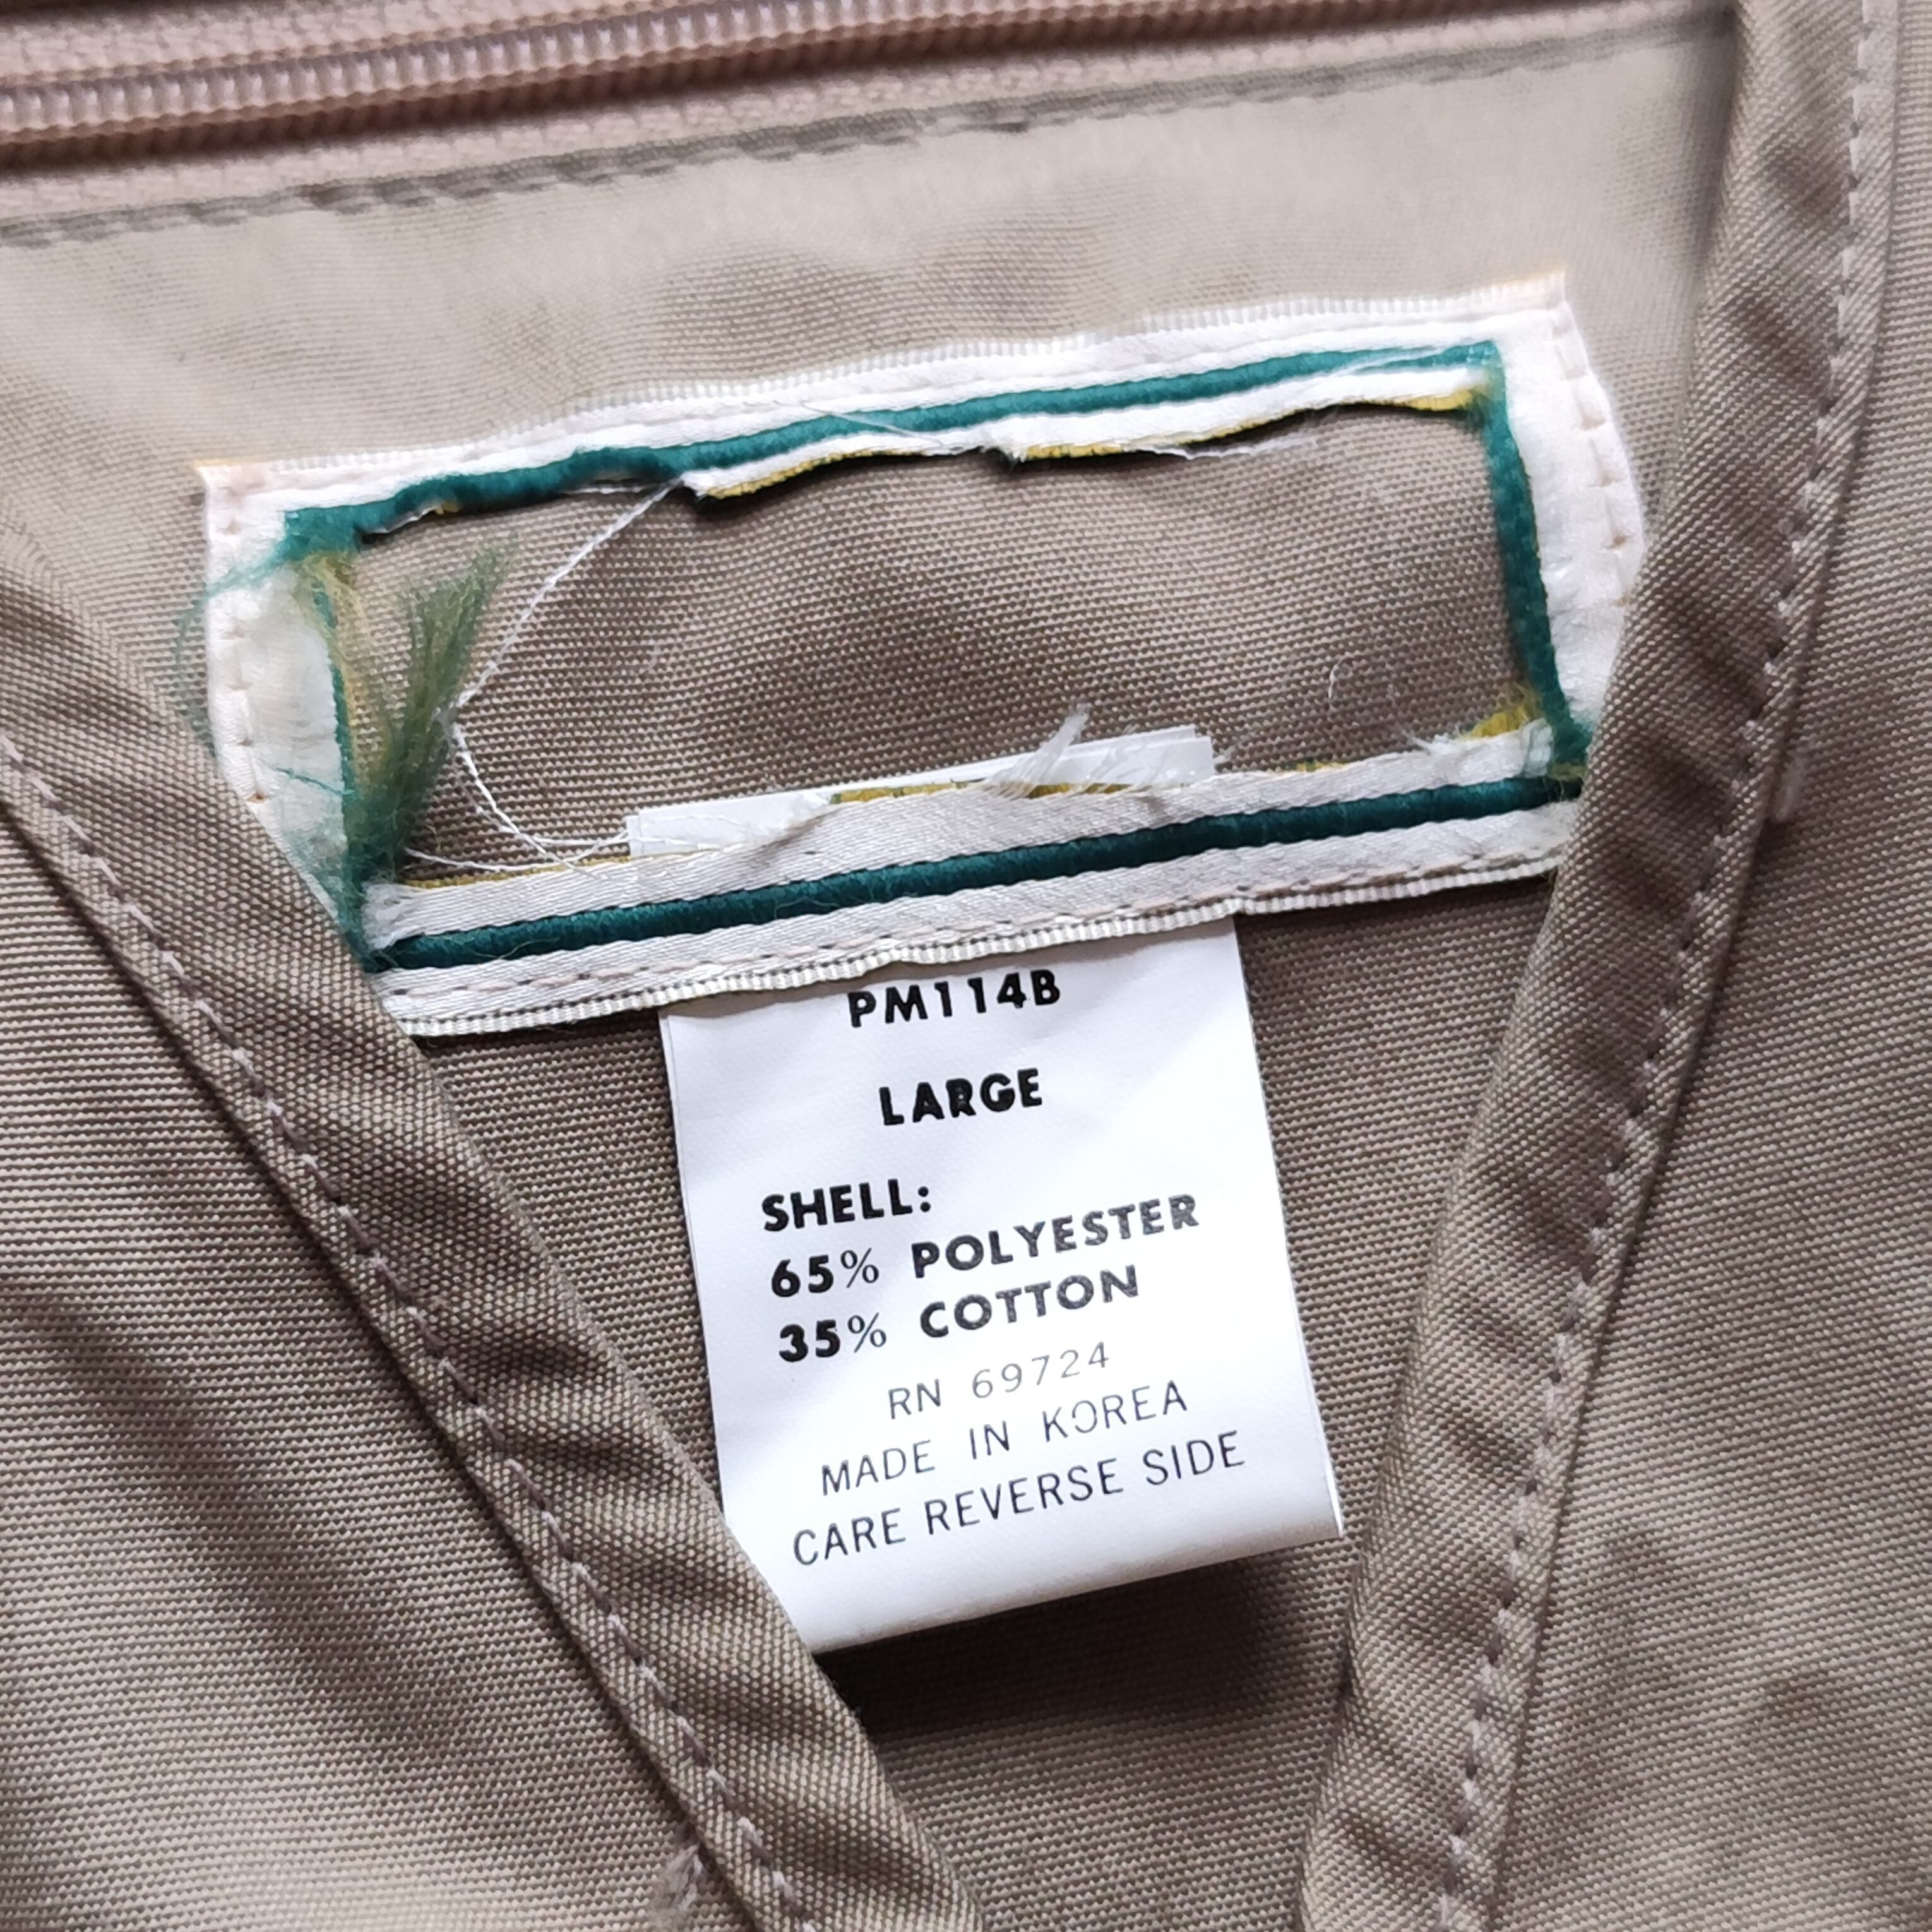 PM114B
LARGE
SHELL:
65% POLYESTER
35% COTTON
RN 69724
MADE IN KOREA
CARE REVERSE SIDE